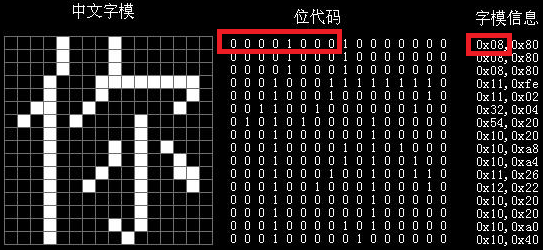 中文字模 位代码 字模信息
0 0 0 0 1 0 0 0 1 0 0 0 0 0 0 0 0x08,0x80
0 0 0 0 1 0 0 0 1 0 0 0 0 0 0 0 0x08,0x80
0 0 0 0 1 0 0 0 1 0 0 0 0 0 0 0 0x08,0x80
0 0 0 1 0 0 0 1 1 1 1 1 1 1 1 0 0x11,0xfe
0 0 0 1 0 0 0 1 0 0 0 0 0 0 1 0 0x11,0x02
0 0 1 1 0 0 1 0 0 0 0 0 0 1 0 0 0x32,0x04
0 1 0 1 0 1 0 0 0 0 1 0 0 0 0 0 0x54,0x20
0 0 0 1 0 0 0 0 0 0 1 0 0 0 0 0 0x10,0x20
0 0 0 1 0 0 0 0 1 0 1 0 1 0 0 0 0x10,0xa8
0 0 0 1 0 0 0 0 1 0 1 0 0 1 0 0 0x10,0xa4
0 0 0 1 0 0 0 1 0 0 1 0 0 1 1 0 0x11,0x26
0 0 0 1 0 0 1 0 0 0 1 0 0 0 1 0 0x12,0x22
0 0 0 1 0 0 0 0 0 0 1 0 0 0 0 0 0x10,0x20
0 0 0 1 0 0 0 0 0 0 1 0 0 0 0 0 0x10,0x20
0 0 0 1 0 0 0 0 1 0 1 0 0 0 0 0 0x10,0xa0
0 0 0 1 0 0 0 0 0 1 0 0 0 0 0 0 0x10,0x40